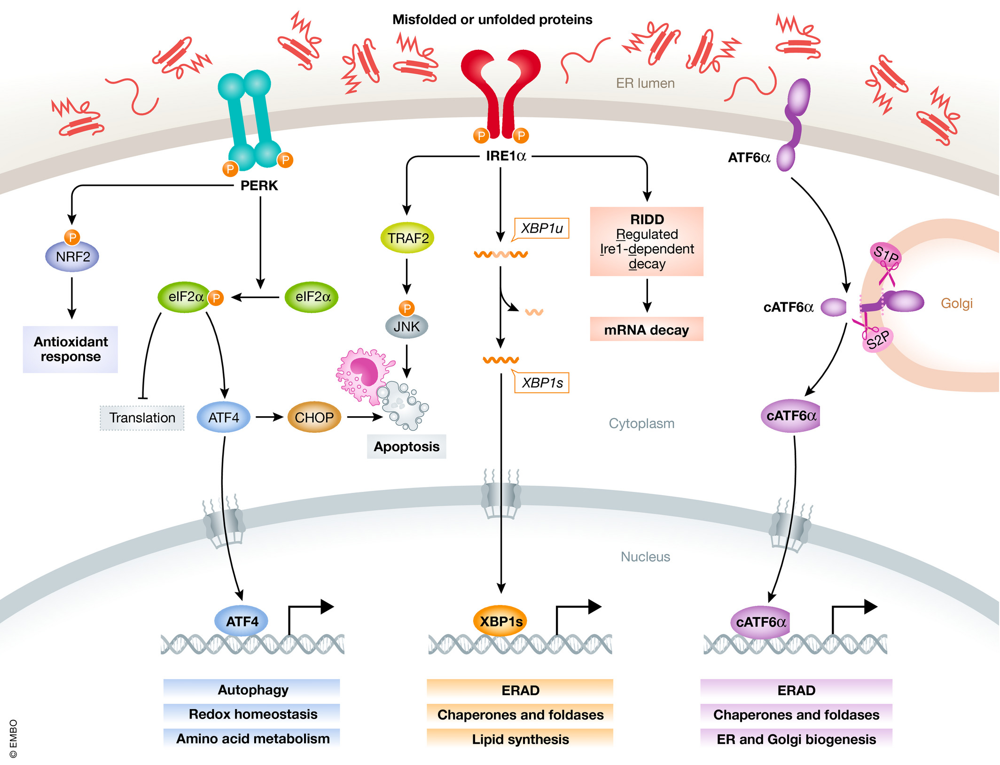 Misfolded or unfolded proteins
ER lumen
P
P
PERK
P
P
IRE1α
ATF6α
P
NRF2
Antioxidant
response
eIF2α
P
eIF2α
Translation
ATF4
CHOP
TRAF2
P
JNK
Apoptosis
XBP1u
XBP1s
RIDD
Regulated
Ire1-dependent
decay
mRNA decay
S1P
cATF6α
Golgi
S2P
cATF6α
Cytoplasm
Nucleus
ATF4
XBP1s
cATF6α
Autophagy
Redox homeostasis
Amino acid metabolism
ERAD
Chaperones and foldases
Lipid synthesis
ERAD
Chaperones and foldases
ER and Golgi biogenesis
© EMBO